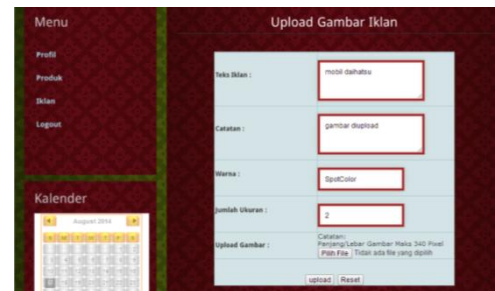 Menu
Profil
Produk
Iklan
Logout
Kalender
August 2014
Upload Gambar Iklan
Teks Iklan :
mobil daihatsu
Catatan :
gambar diupload
Warna :
SpotColor
Jumlah Ukuran :
2
Upload Gambar :
Catatan:
Panjang/Lebar Gambar Maks 340 Pixel
Pilih File Tidak ada file yang dipilih
upload Reset